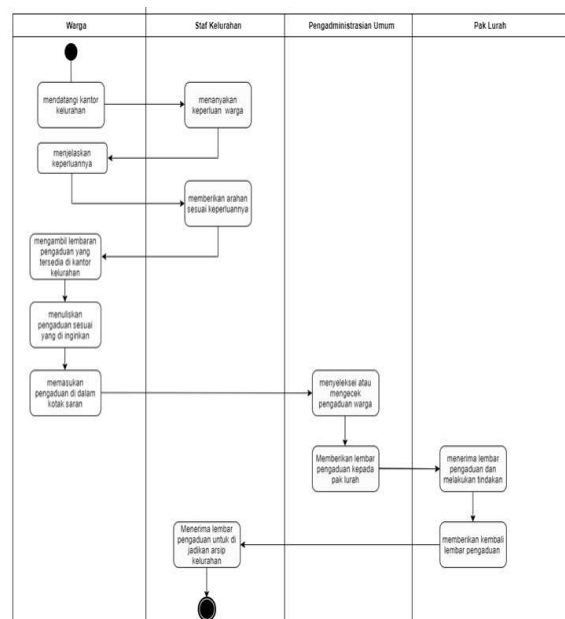 Warga
Staf Kelurahan
Pengadministrasian Umum
Pak Lurah
mendatangi kantor
kelurahan
menanyakan
keperluan warga
menjelaskan
keperluannya
memberikan arahan
sesuai keperluannya
mengambil lembaran
pengaduan yang
tersedia di kantor
kelurahan
menuliskan
pengaduan sesuai
yang di inginkan
memasukan
pengaduan di dalam
kotak saran
menyeleksei atau
mengecek
pengaduan warga
Memberikan lembar
pengaduan kepada
pak lurah
menerima lembar
pengaduan dan
melakukan tindakan
memberikan kembali
lembar pengaduan
Menerima lembar
pengaduan untuk di
jadikan arsip
kelurahan